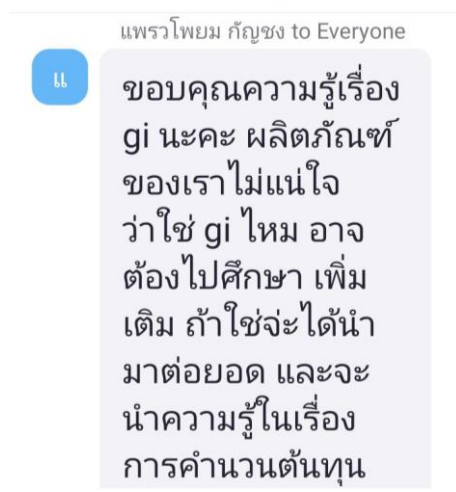 แพรวโพยม กัญชง to Everyone
แ
ขอบคุณความรู้เรื่อง
gi นะคะ ผลิตภัณฑ์
ของเราไม่แน่ใจ
ว่าใช่ gi ไหม อาจ
ต้องไปศึกษา เพิ่ม
เติม ถ้าใช่จ่ะได้นำ
มาต่อยอด และจะ
นำความรู้ในเรื่อง
การคำนวนต้นทุน